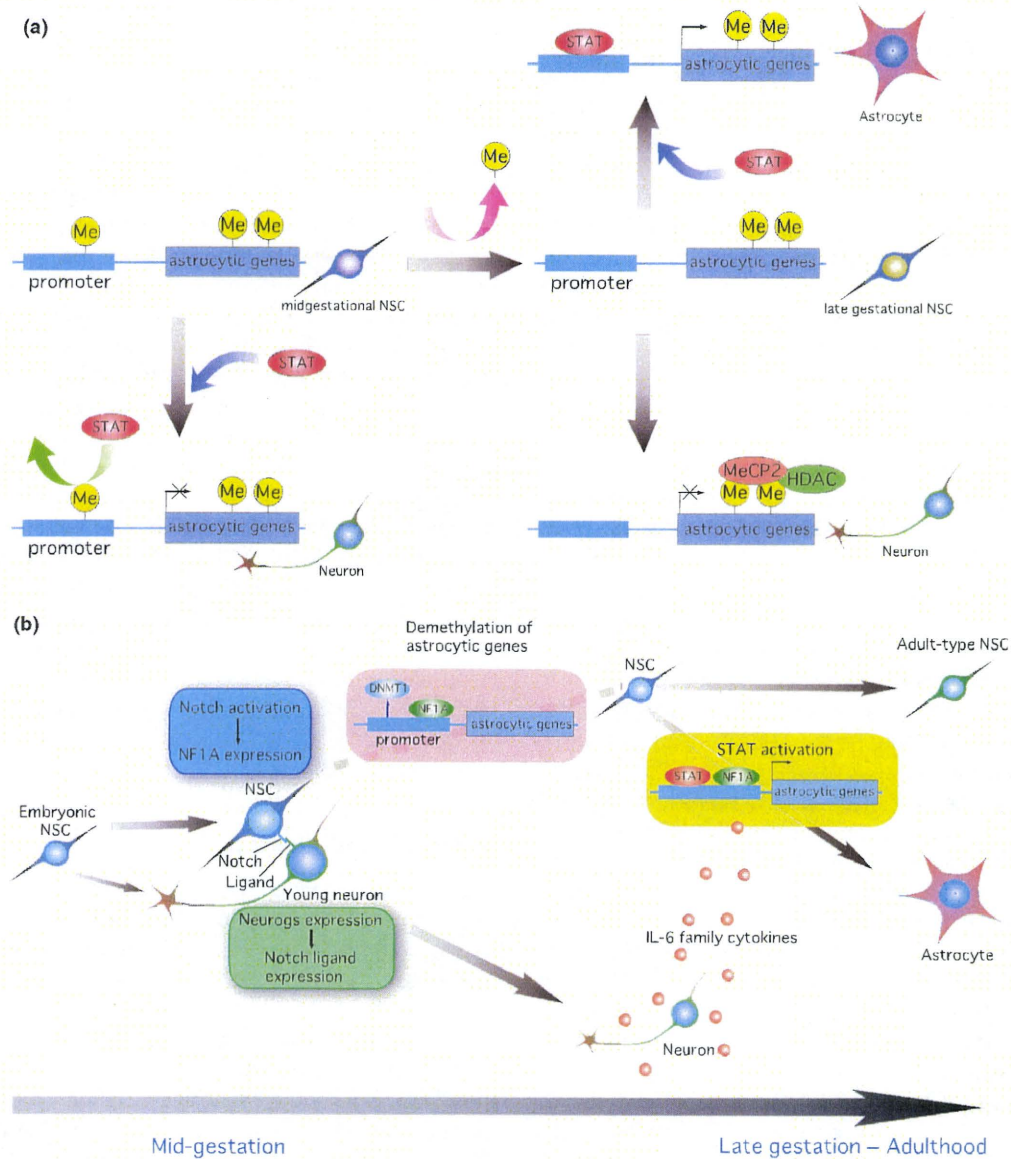 (a)
STAT
Me
Me
astrocytic genes
Astrocyte
Me
STAT
Me
Me
Me
astrocytic genes
promoter
midgestational NSC
Me
Me
astrocytic genes
promoter
late gestational NSC
STAT
STAT
Me
Me
Me
astrocytic genes
promoter
Neuron
MeCP2
HDAC
Me
Me
astrocytic genes
Neuron
(b)
Demethylation of
astrocytic genes
DNMT1
NF1A
astrocytic genes
promoter
NSC
Adult-type NSC
Notch activation
NF1A expression
STAT activation
STAT
NF1A
astrocytic genes
Embryonic
NSC
NSC
Notch
Ligand
Young neuron
Neurogs expression
Notch ligand
expression
IL-6 family cytokines
Astrocyte
Neuron
Mid-gestation
Late gestation – Adulthood